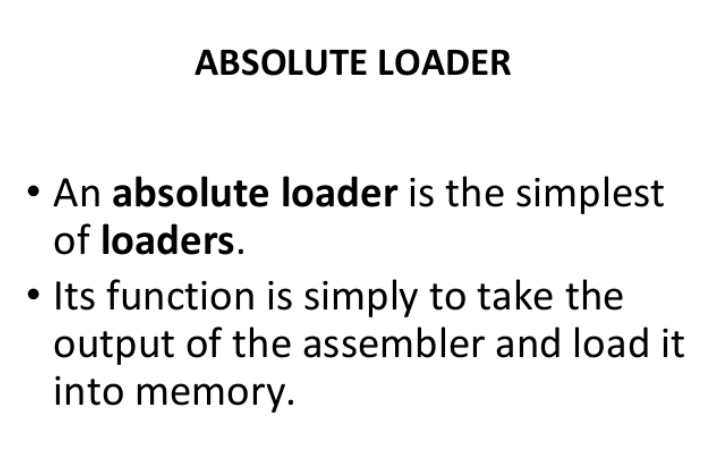 ABSOLUTE LOADER
• An absolute loader is the simplest
of loaders.
• Its function is simply to take the
output of the assembler and load it
into memory.